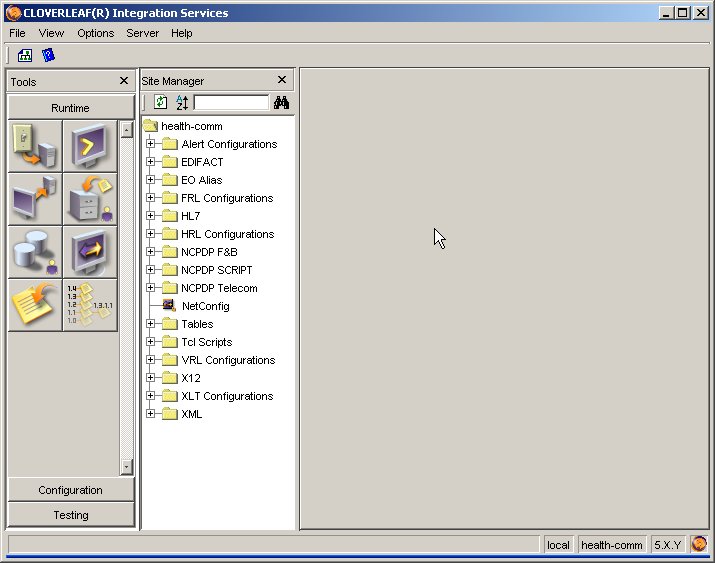 CLOVERLEAF(R) Integration Services
File View Options Server Help
Tools
Site Manager
Runtime
health-comm
Alert Configurations
EDIFACT
EO Alias
FRL Configurations
HL7
HRL Configurations
NCPDP F&B
NCPDP SCRIPT
NCPDP Telecom
NetConfig
Tables
Tcl Scripts
VRL Configurations
X12
XLT Configurations
XML
A
Z
1.4
1.3
1.2
1.1
1.0
1.3.1.1
Configuration
Testing
local health-comm 5.X.Y